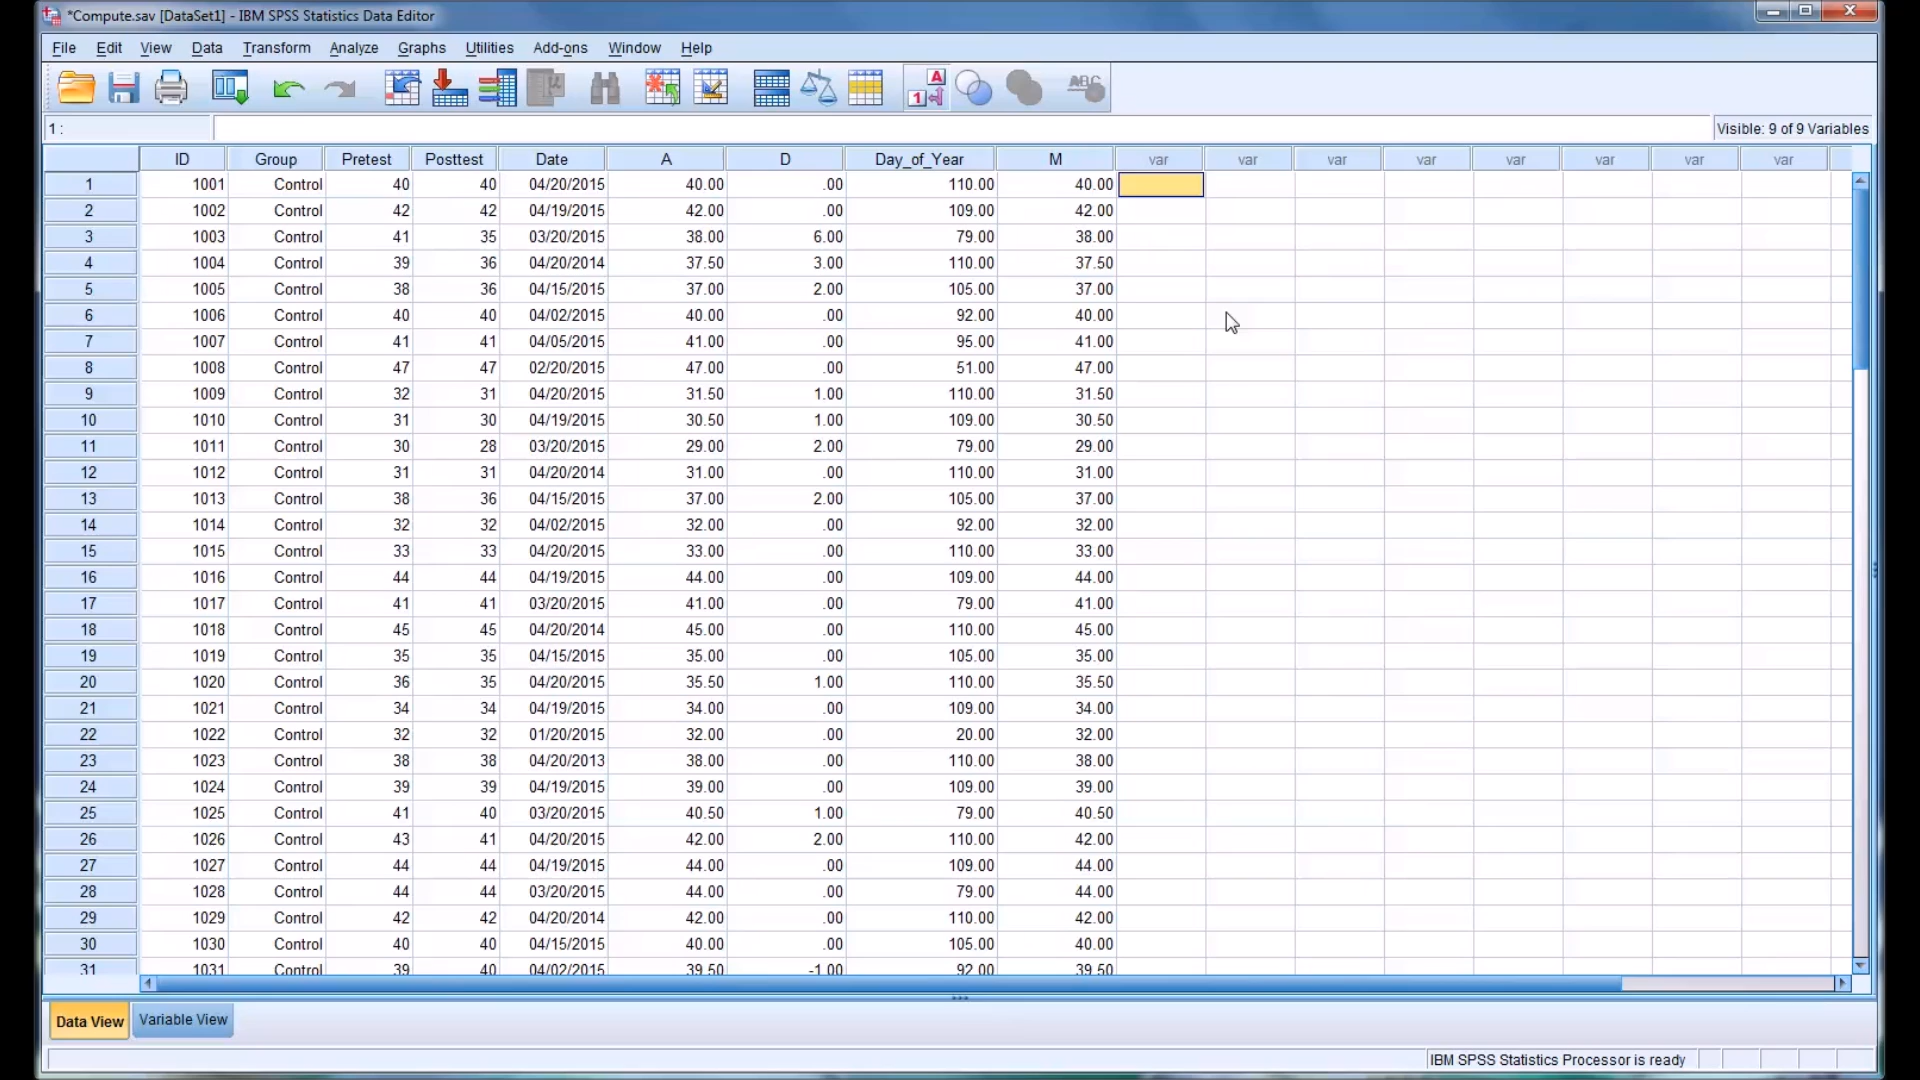 *Compute.sav [DataSet1] - IBM SPSS Statistics Data Editor
File Edit View Data Transform Analyze Graphs Utilities Add-ons Window Help
A
1
ABC
1 :
Visible: 9 of 9 Variables
ID Group Pretest Posttest Date A D Day_of_Year M var var var var var var var var
1 1001 Control 40 40 04/20/2015 40.00 .00 110.00 40.00
2 1002 Control 42 42 04/19/2015 42.00 .00 109.00 42.00
3 1003 Control 41 35 03/20/2015 38.00 6.00 79.00 38.00
4 1004 Control 39 36 04/20/2014 37.50 3.00 110.00 37.50
5 1005 Control 38 36 04/15/2015 37.00 2.00 105.00 37.00
6 1006 Control 40 40 04/02/2015 40.00 .00 92.00 40.00
7 1007 Control 41 41 04/05/2015 41.00 .00 95.00 41.00
8 1008 Control 47 47 02/20/2015 47.00 .00 51.00 47.00
9 1009 Control 32 31 04/20/2015 31.50 1.00 110.00 31.50
10 1010 Control 31 30 04/19/2015 30.50 1.00 109.00 30.50
11 1011 Control 30 28 03/20/2015 29.00 2.00 79.00 29.00
12 1012 Control 31 31 04/20/2014 31.00 .00 110.00 31.00
13 1013 Control 38 36 04/15/2015 37.00 2.00 105.00 37.00
14 1014 Control 32 32 04/02/2015 32.00 .00 92.00 32.00
15 1015 Control 33 33 04/20/2015 33.00 .00 110.00 33.00
16 1016 Control 44 44 04/19/2015 44.00 .00 109.00 44.00
17 1017 Control 41 41 03/20/2015 41.00 .00 79.00 41.00
18 1018 Control 45 45 04/20/2014 45.00 .00 110.00 45.00
19 1019 Control 35 35 04/15/2015 35.00 .00 105.00 35.00
20 1020 Control 36 35 04/20/2015 35.50 1.00 110.00 35.50
21 1021 Control 34 34 04/19/2015 34.00 .00 109.00 34.00
22 1022 Control 32 32 01/20/2015 32.00 .00 20.00 32.00
23 1023 Control 38 38 04/20/2013 38.00 .00 110.00 38.00
24 1024 Control 39 39 04/19/2015 39.00 .00 109.00 39.00
25 1025 Control 41 40 03/20/2015 40.50 1.00 79.00 40.50
26 1026 Control 43 41 04/20/2015 42.00 2.00 110.00 42.00
27 1027 Control 44 44 04/19/2015 44.00 .00 109.00 44.00
28 1028 Control 44 44 03/20/2015 44.00 .00 79.00 44.00
29 1029 Control 42 42 04/20/2014 42.00 .00 110.00 42.00
30 1030 Control 40 40 04/15/2015 40.00 .00 105.00 40.00
31 1031 Control 39 40 04/02/2015 39.50 -1.00 92.00 39.50
Data View Variable View
IBM SPSS Statistics Processor is ready